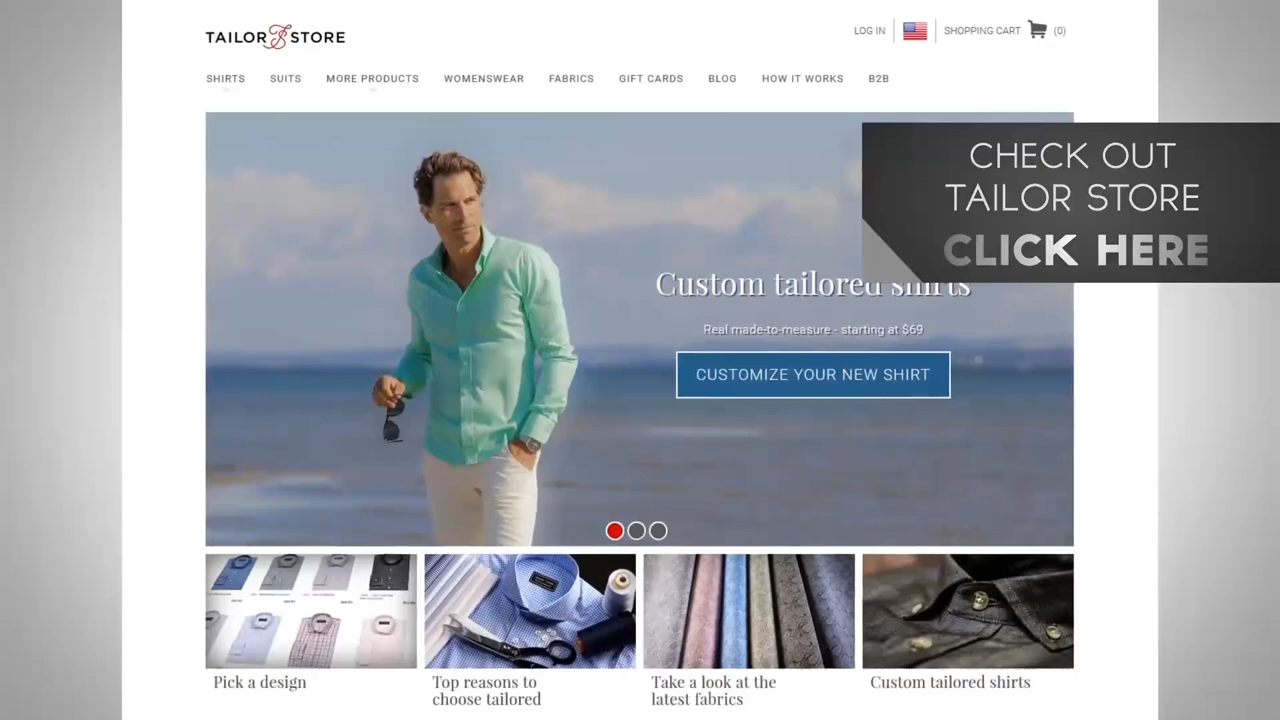 TAILOR STORE
LOG IN
SHOPPING CART (0)
SHIRTS SUITS MORE PRODUCTS WOMENSWEAR FABRICS GIFT CARDS BLOG HOW IT WORKS B2B
CHECK OUT
TAILOR STORE
CLICK HERE
Custom tailored shirts
Real made-to-measure - starting at $69
CUSTOMIZE YOUR NEW SHIRT
Pick a design
Top reasons to
choose tailored
Take a look at the
latest fabrics
Custom tailored shirts